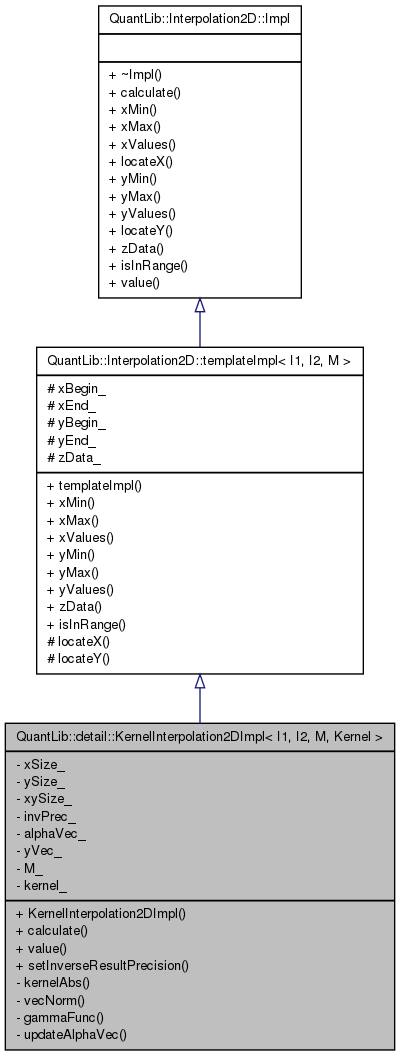 QuantLib::Interpolation2D::Impl
+ ~Impl()
+ calculate()
+ xMin()
+ xMax()
+ xValues()
+ locateX()
+ yMin()
+ yMax()
+ yValues()
+ locateY()
+ zData()
+ isInRange()
+ value()
QuantLib::Interpolation2D::templateImpl< I1, I2, M >
# xBegin_
# xEnd_
# yBegin_
# yEnd_
# zData_
+ templateImpl()
+ xMin()
+ xMax()
+ xValues()
+ yMin()
+ yMax()
+ yValues()
+ zData()
+ isInRange()
# locateX()
# locateY()
QuantLib::detail::KernelInterpolation2DImpl< I1, I2, M, Kernel >
- xSize_
- ySize_
- xySize_
- invPrec_
- alphaVec_
- yVec_
- M_
- kernel_
+ KernelInterpolation2DImpl()
+ calculate()
+ value()
+ setInverseResultPrecision()
- kernelAbs()
- vecNorm()
- gammaFunc()
- updateAlphaVec()